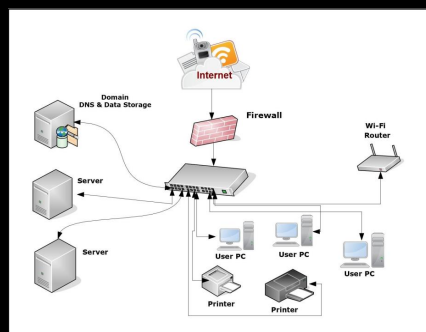 Internet
Domain
DNS & Data Storage
Firewall
Wi-Fi
Router
Server
Server
User PC
User PC
User PC
Printer
Printer